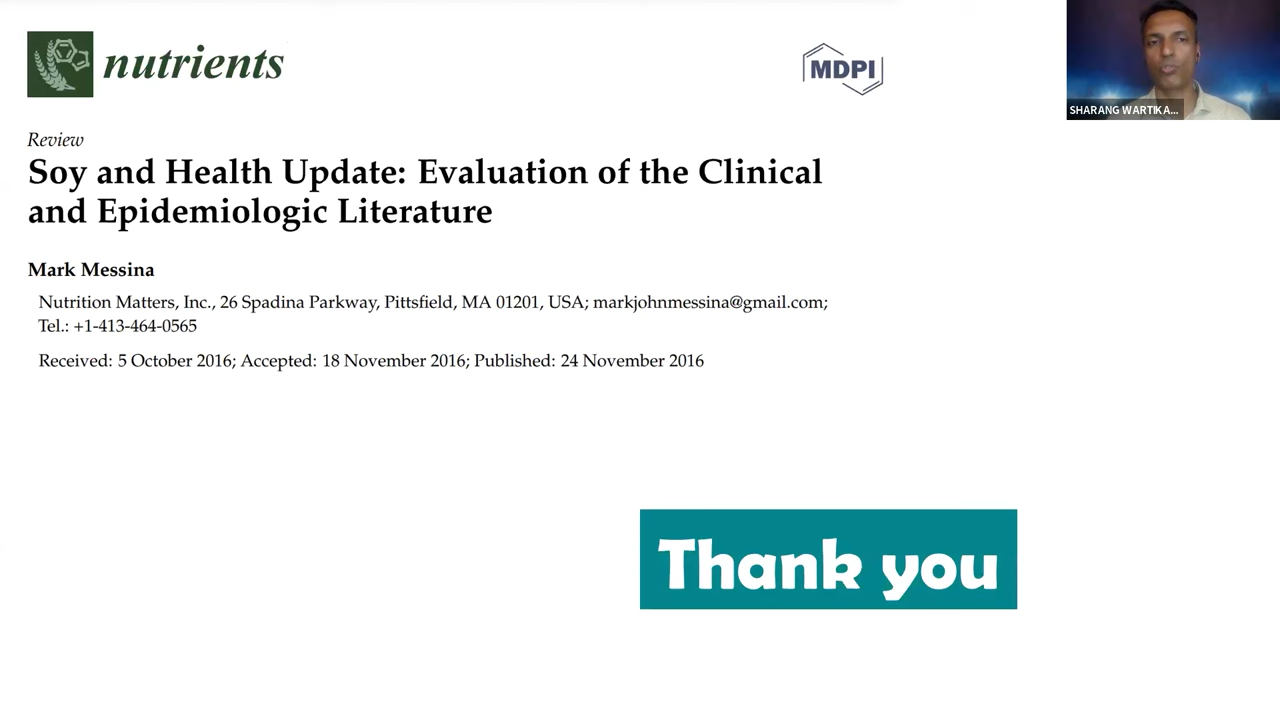 nutrients
MDPI
SHARANG WARTIKA...
Review
Soy and Health Update: Evaluation of the Clinical
and Epidemiologic Literature
Mark Messina
Nutrition Matters, Inc., 26 Spadina Parkway, Pittsfield, MA 01201, USA; markjohnmessina@gmail.com;
Tel.: +1-413-464-0565
Received: 5 October 2016; Accepted: 18 November 2016; Published: 24 November 2016
Thank you